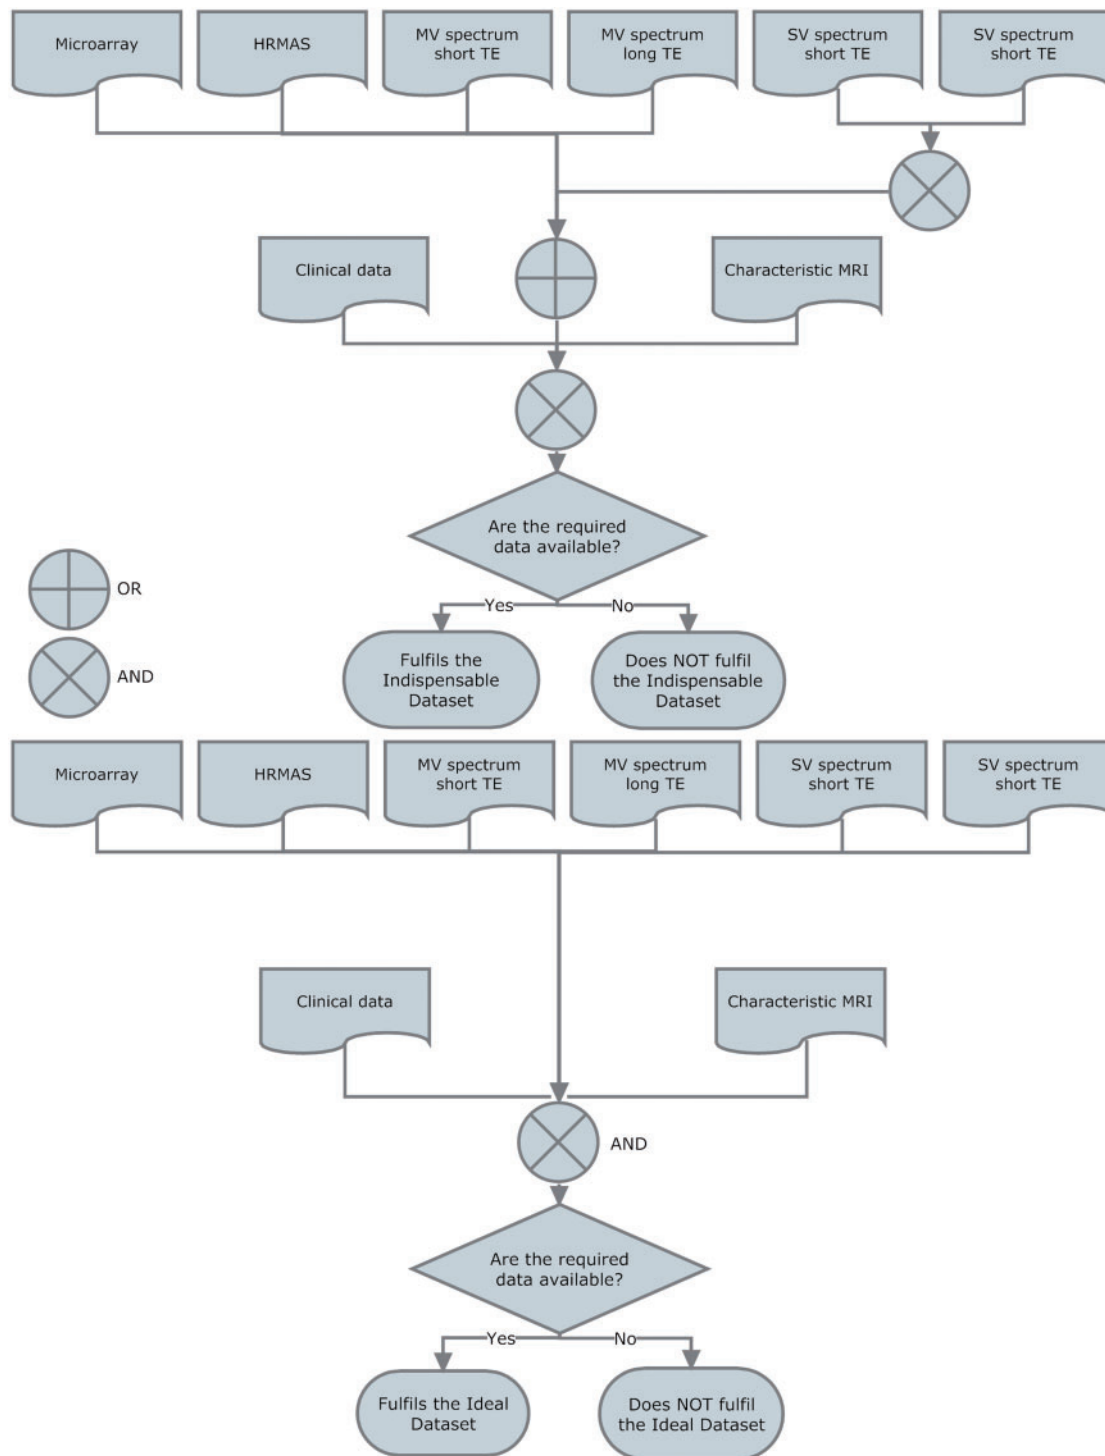 Microarray
HRMAS
MV spectrum
short TE
MV spectrum
long TE
SV spectrum
short TE
SV spectrum
short TE
Clinical data
Characteristic MRI
Are the required
data available?
OR
AND
Yes
No
Fulfils the
Indispensable
Dataset
Does NOT fulfil
the Indispensable
Dataset
Microarray
HRMAS
MV spectrum
short TE
MV spectrum
long TE
SV spectrum
short TE
SV spectrum
short TE
Clinical data
Characteristic MRI
AND
Are the required
data available?
Yes
No
Fulfils the Ideal
Dataset
Does NOT fulfil
the Ideal Dataset